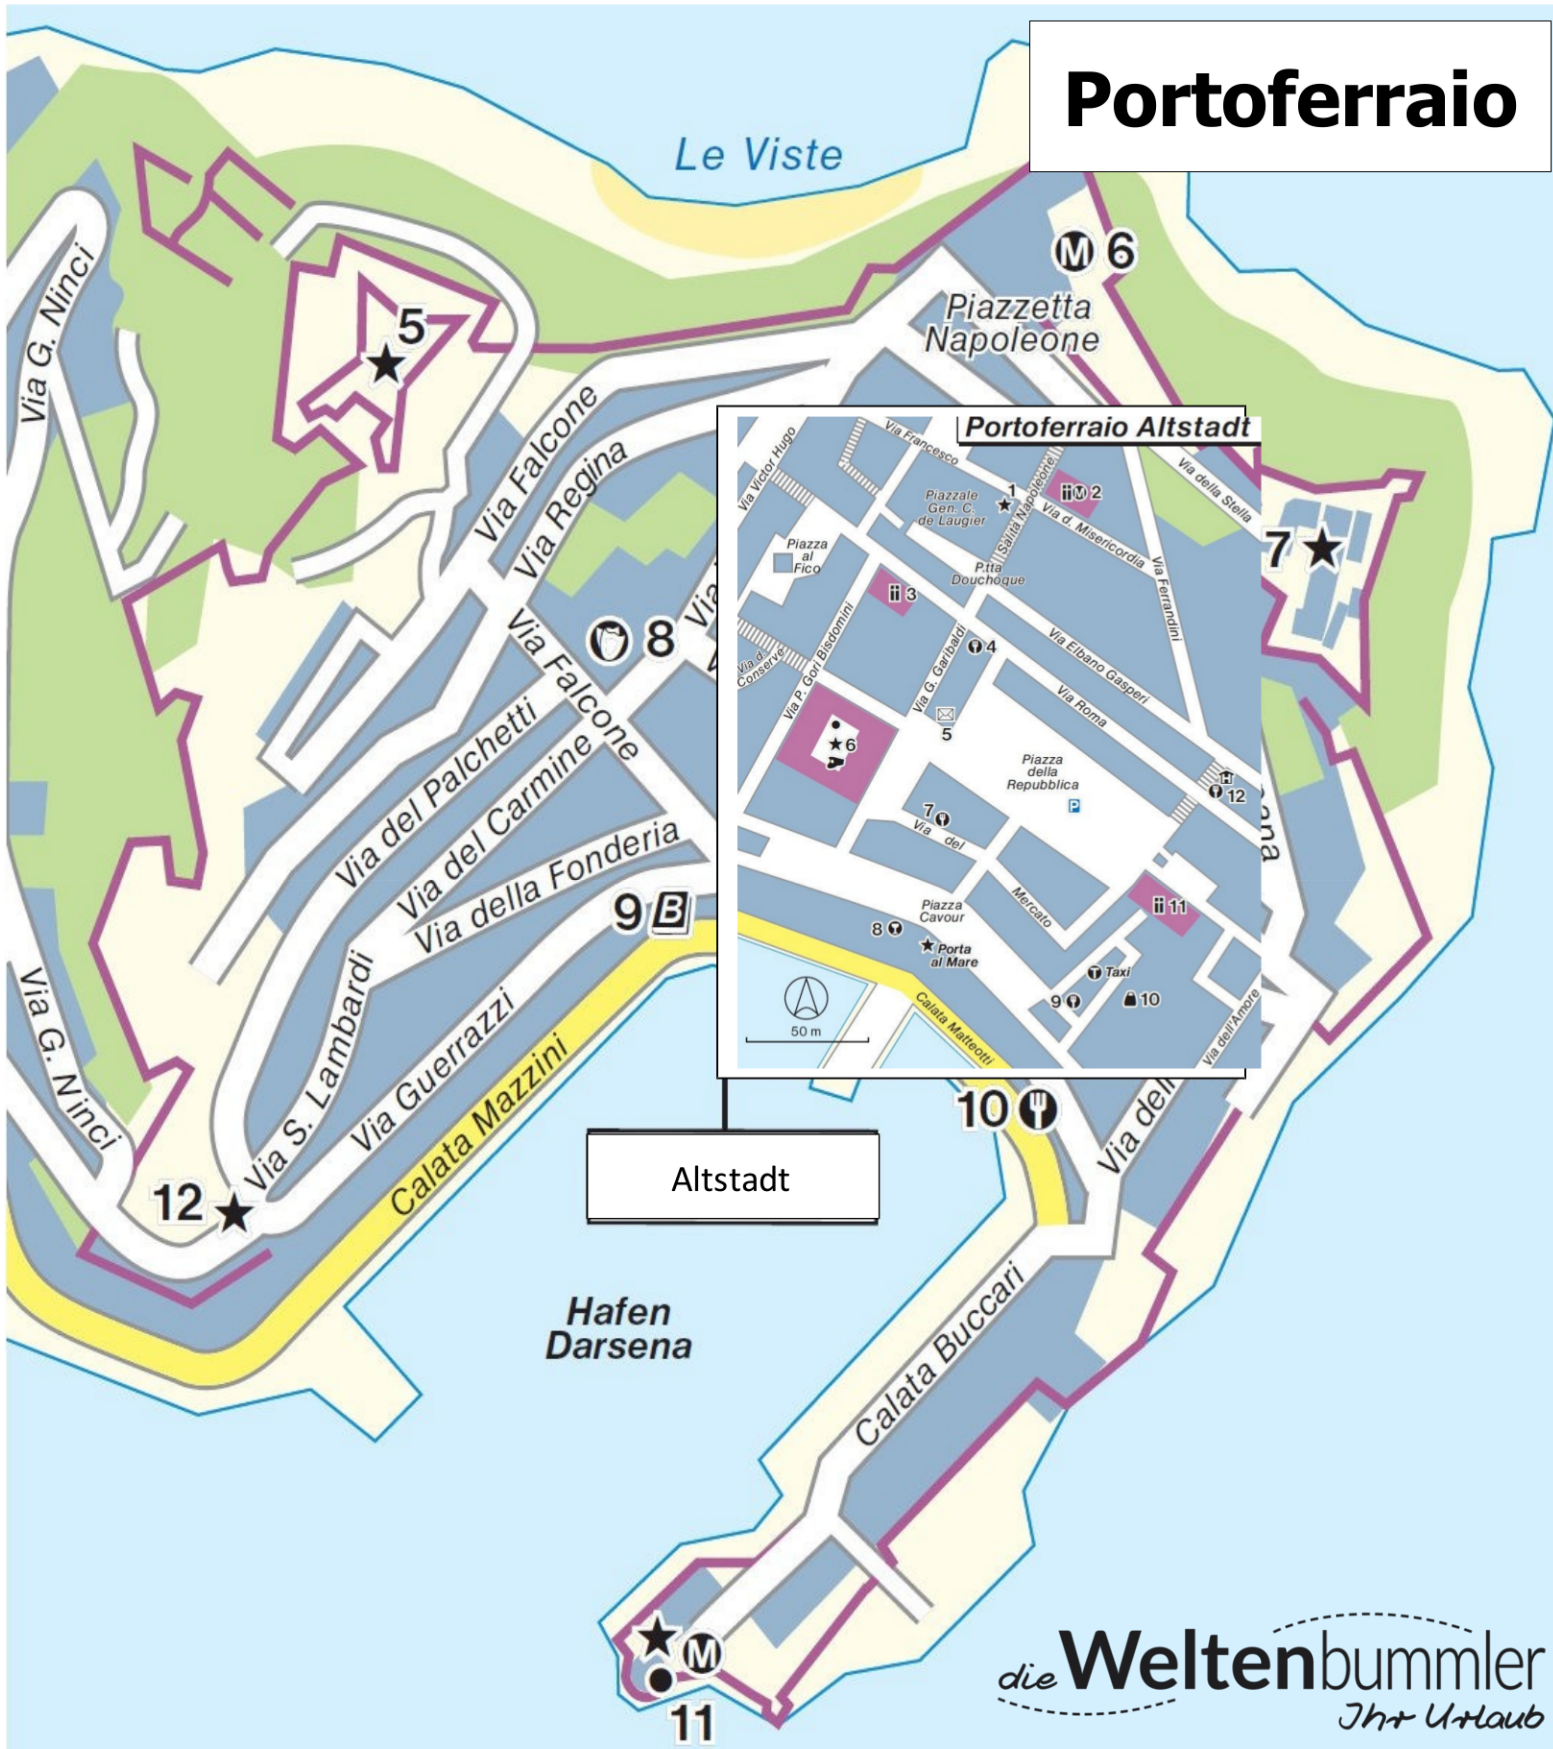 Portoferraio
Le Viste
M 6
Piazzetta
Napoleone
Via G. Ninci
5
Via Falcone
Via Regina
7
8
Via
Via Falcone
Via del Palchetti
Via del Carmine
Via della Fonderia
9 B
Via G. Ninci
Via S. Lambardi
Via Guerrazzi
Calata Mazzini
12
Portoferraio Altstadt
Via Victor Hugo
Via Francesco
Piazzale
Gen. C.
de Laugier
1
Salita Napoleone
M 2
Via d. Misericordia
Via della Stella
Piazza
al
Fico
P.tta
Douchoque
3
Via Ferrandini
Via d.
Conserve
Via P. Gori Bisdomini
Via G. Garibaldi
4
Via Elbano Gasperi
Via Roma
5
6
Piazza
della
Repubblica
P
12
7
Via del
Mercato
Piazza
Cavour
11
8
Porta
al Mare
T Taxi
9
10
Via dell'Amore
Calata Matteotti
50 m
ana
10
Via dell
Altstadt
Hafen
Darsena
Calata Buccari
M
11
die Weltenbummler
Ihr Urlaub